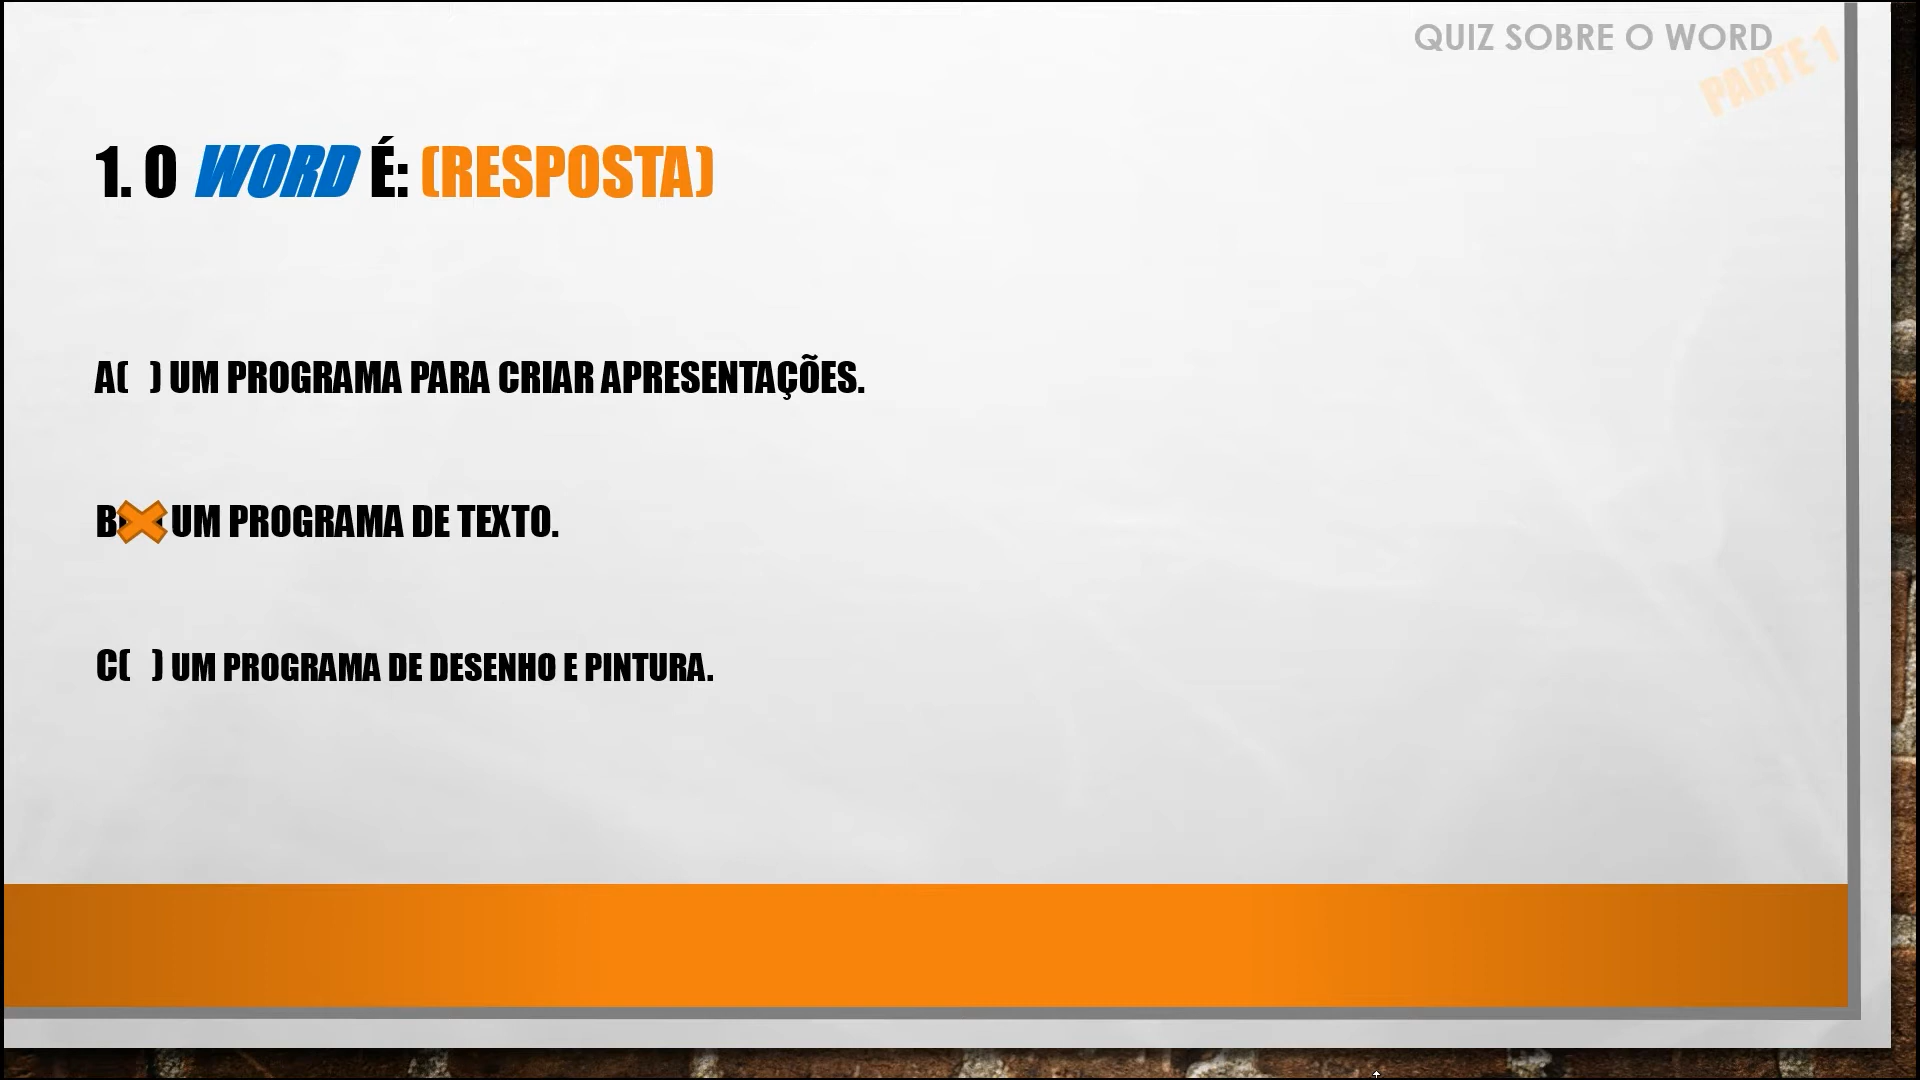 QUIZ SOBRE O WORD
PARTE 1
1. O WORD É: (RESPOSTA)
A( ) UM PROGRAMA PARA CRIAR APRESENTAÇÕES.
B( ) UM PROGRAMA DE TEXTO.
C( ) UM PROGRAMA DE DESENHO E PINTURA.